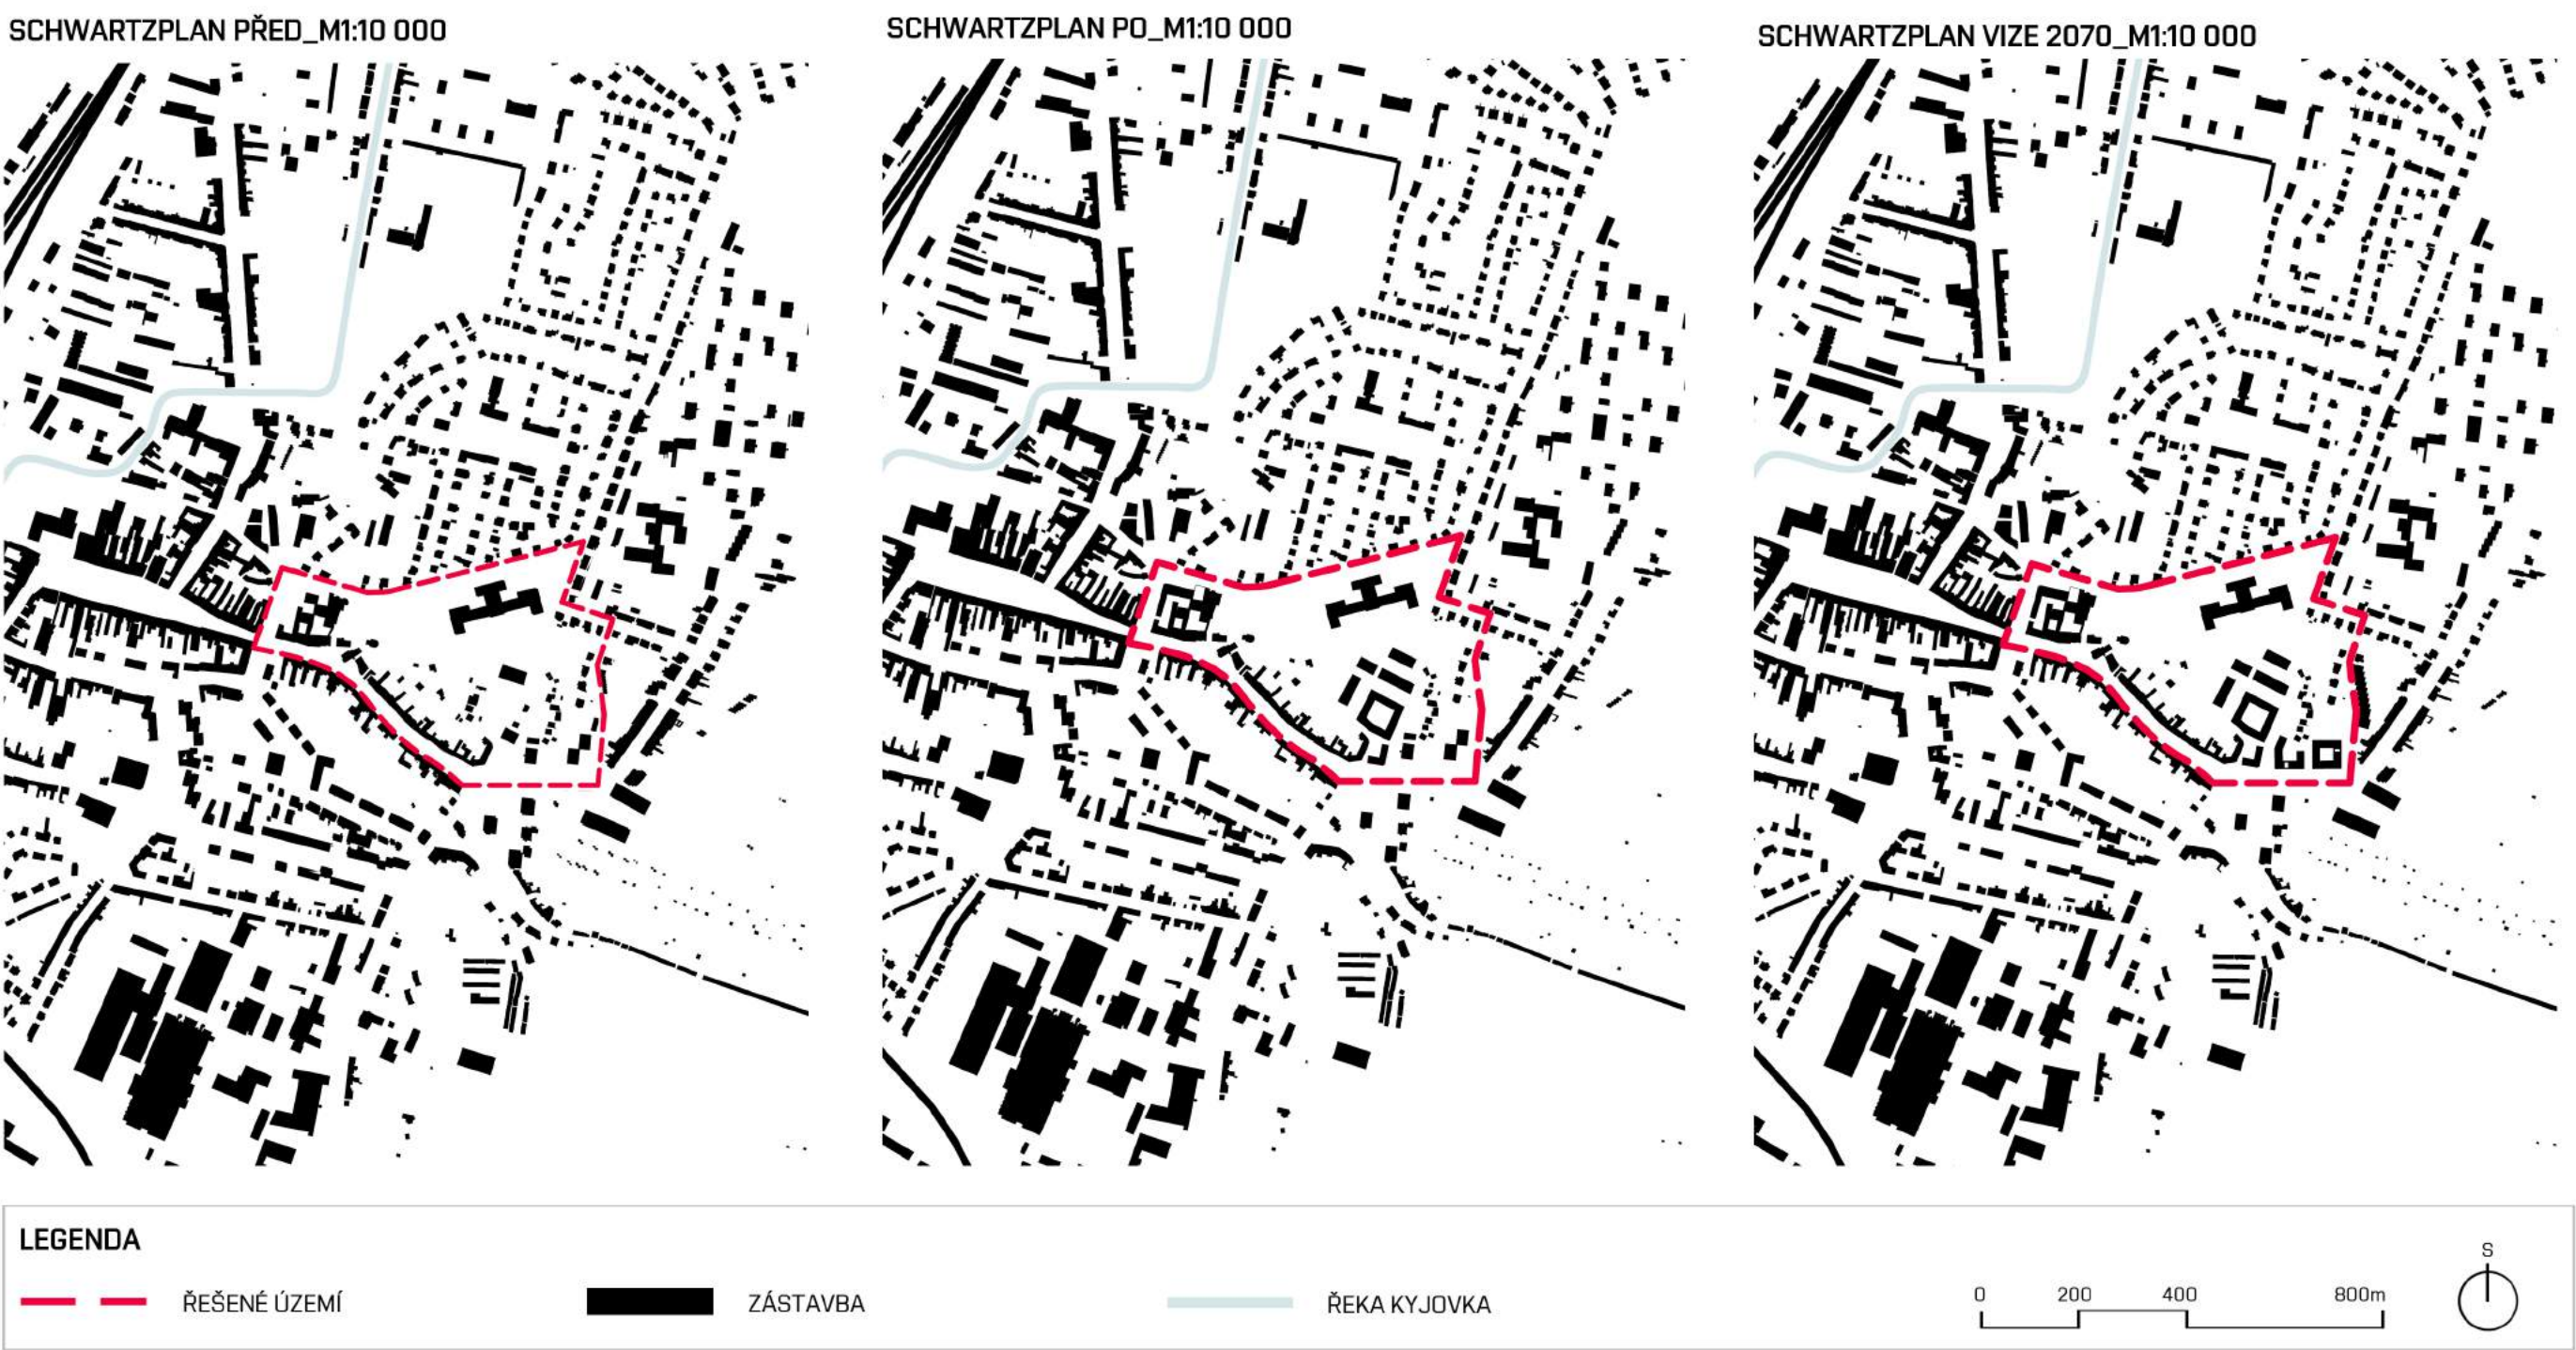 SCHWARTZPLAN PŘED_M1:10 000
SCHWARTZPLAN PO_M1:10 000
SCHWARTZPLAN VIZE 2070_M1:10 000
LEGENDA
ŘEŠENÉ ÚZEMÍ
ZÁSTAVBA
ŘEKA KYJOVKA
0 200 400 800m
S